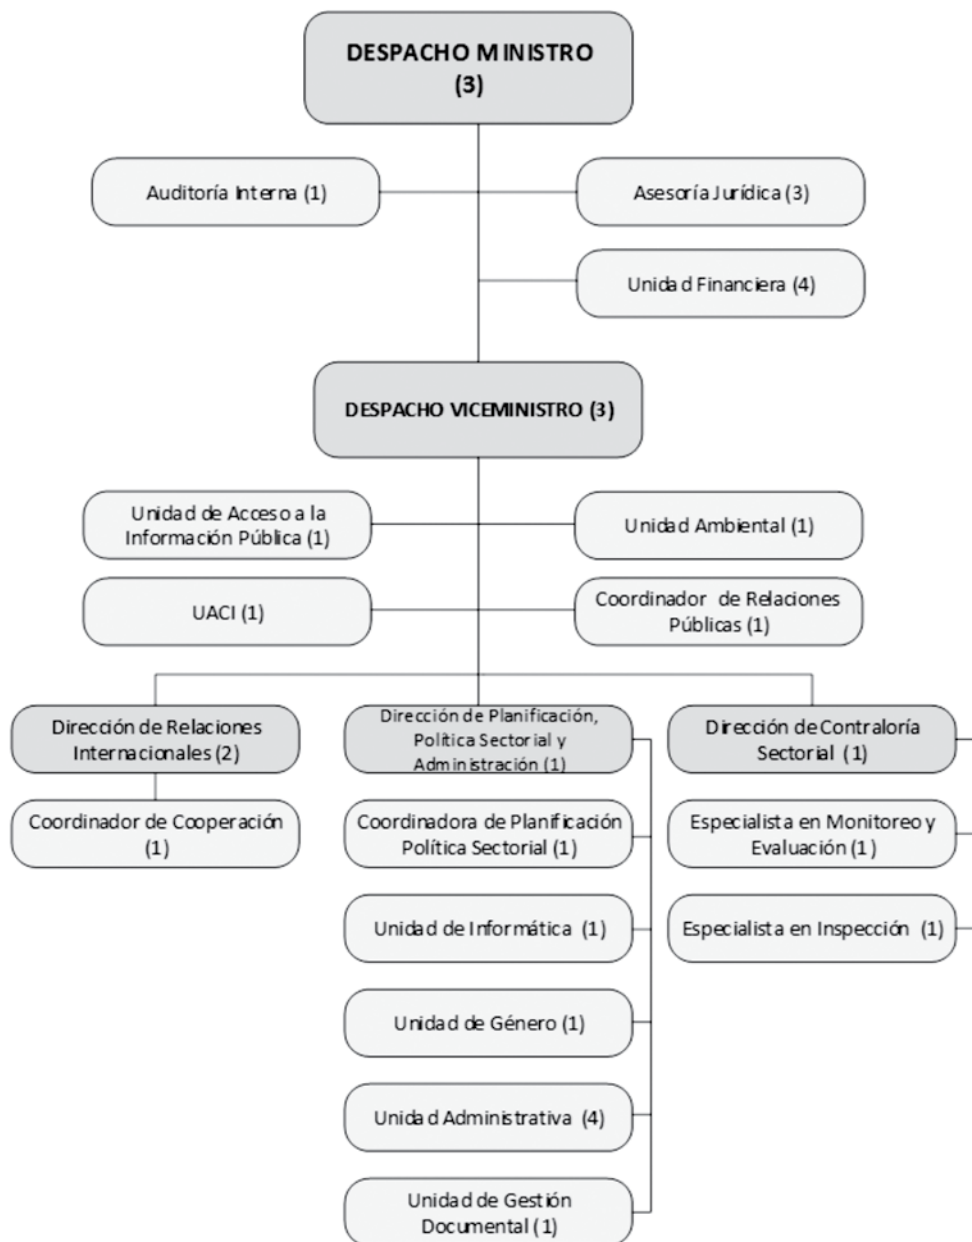 DESPACHO MINISTRO
(3)
Auditoría Interna (1)
Asesoría Jurídica (3)
Unidad Financiera (4)
DESPACHO VICEMINISTRO (3)
Unidad de Acceso a la
Información Pública (1)
Unidad Ambiental (1)
UACI (1)
Coordinador de Relaciones
Públicas (1)
Dirección de Relaciones
Internacionales (2)
Coordinador de Cooperación
(1)
Dirección de Planificación,
Política Sectorial y
Administración (1)
Coordinadora de Planificación
Política Sectorial (1)
Unidad de Informática (1)
Unidad de Género (1)
Unidad Administrativa (4)
Unidad de Gestión
Documental (1)
Dirección de Contraloría
Sectorial (1)
Especialista en Monitoreo y
Evaluación (1)
Especialista en Inspección (1)